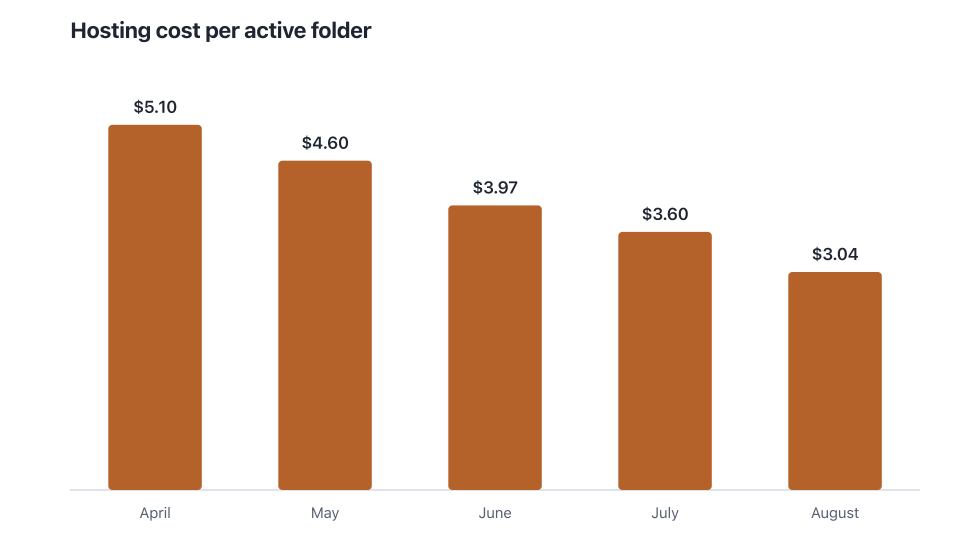 Hosting cost per active folder
$5.10
$4.60
$3.97
$3.60
$3.04
April
May
June
July
August